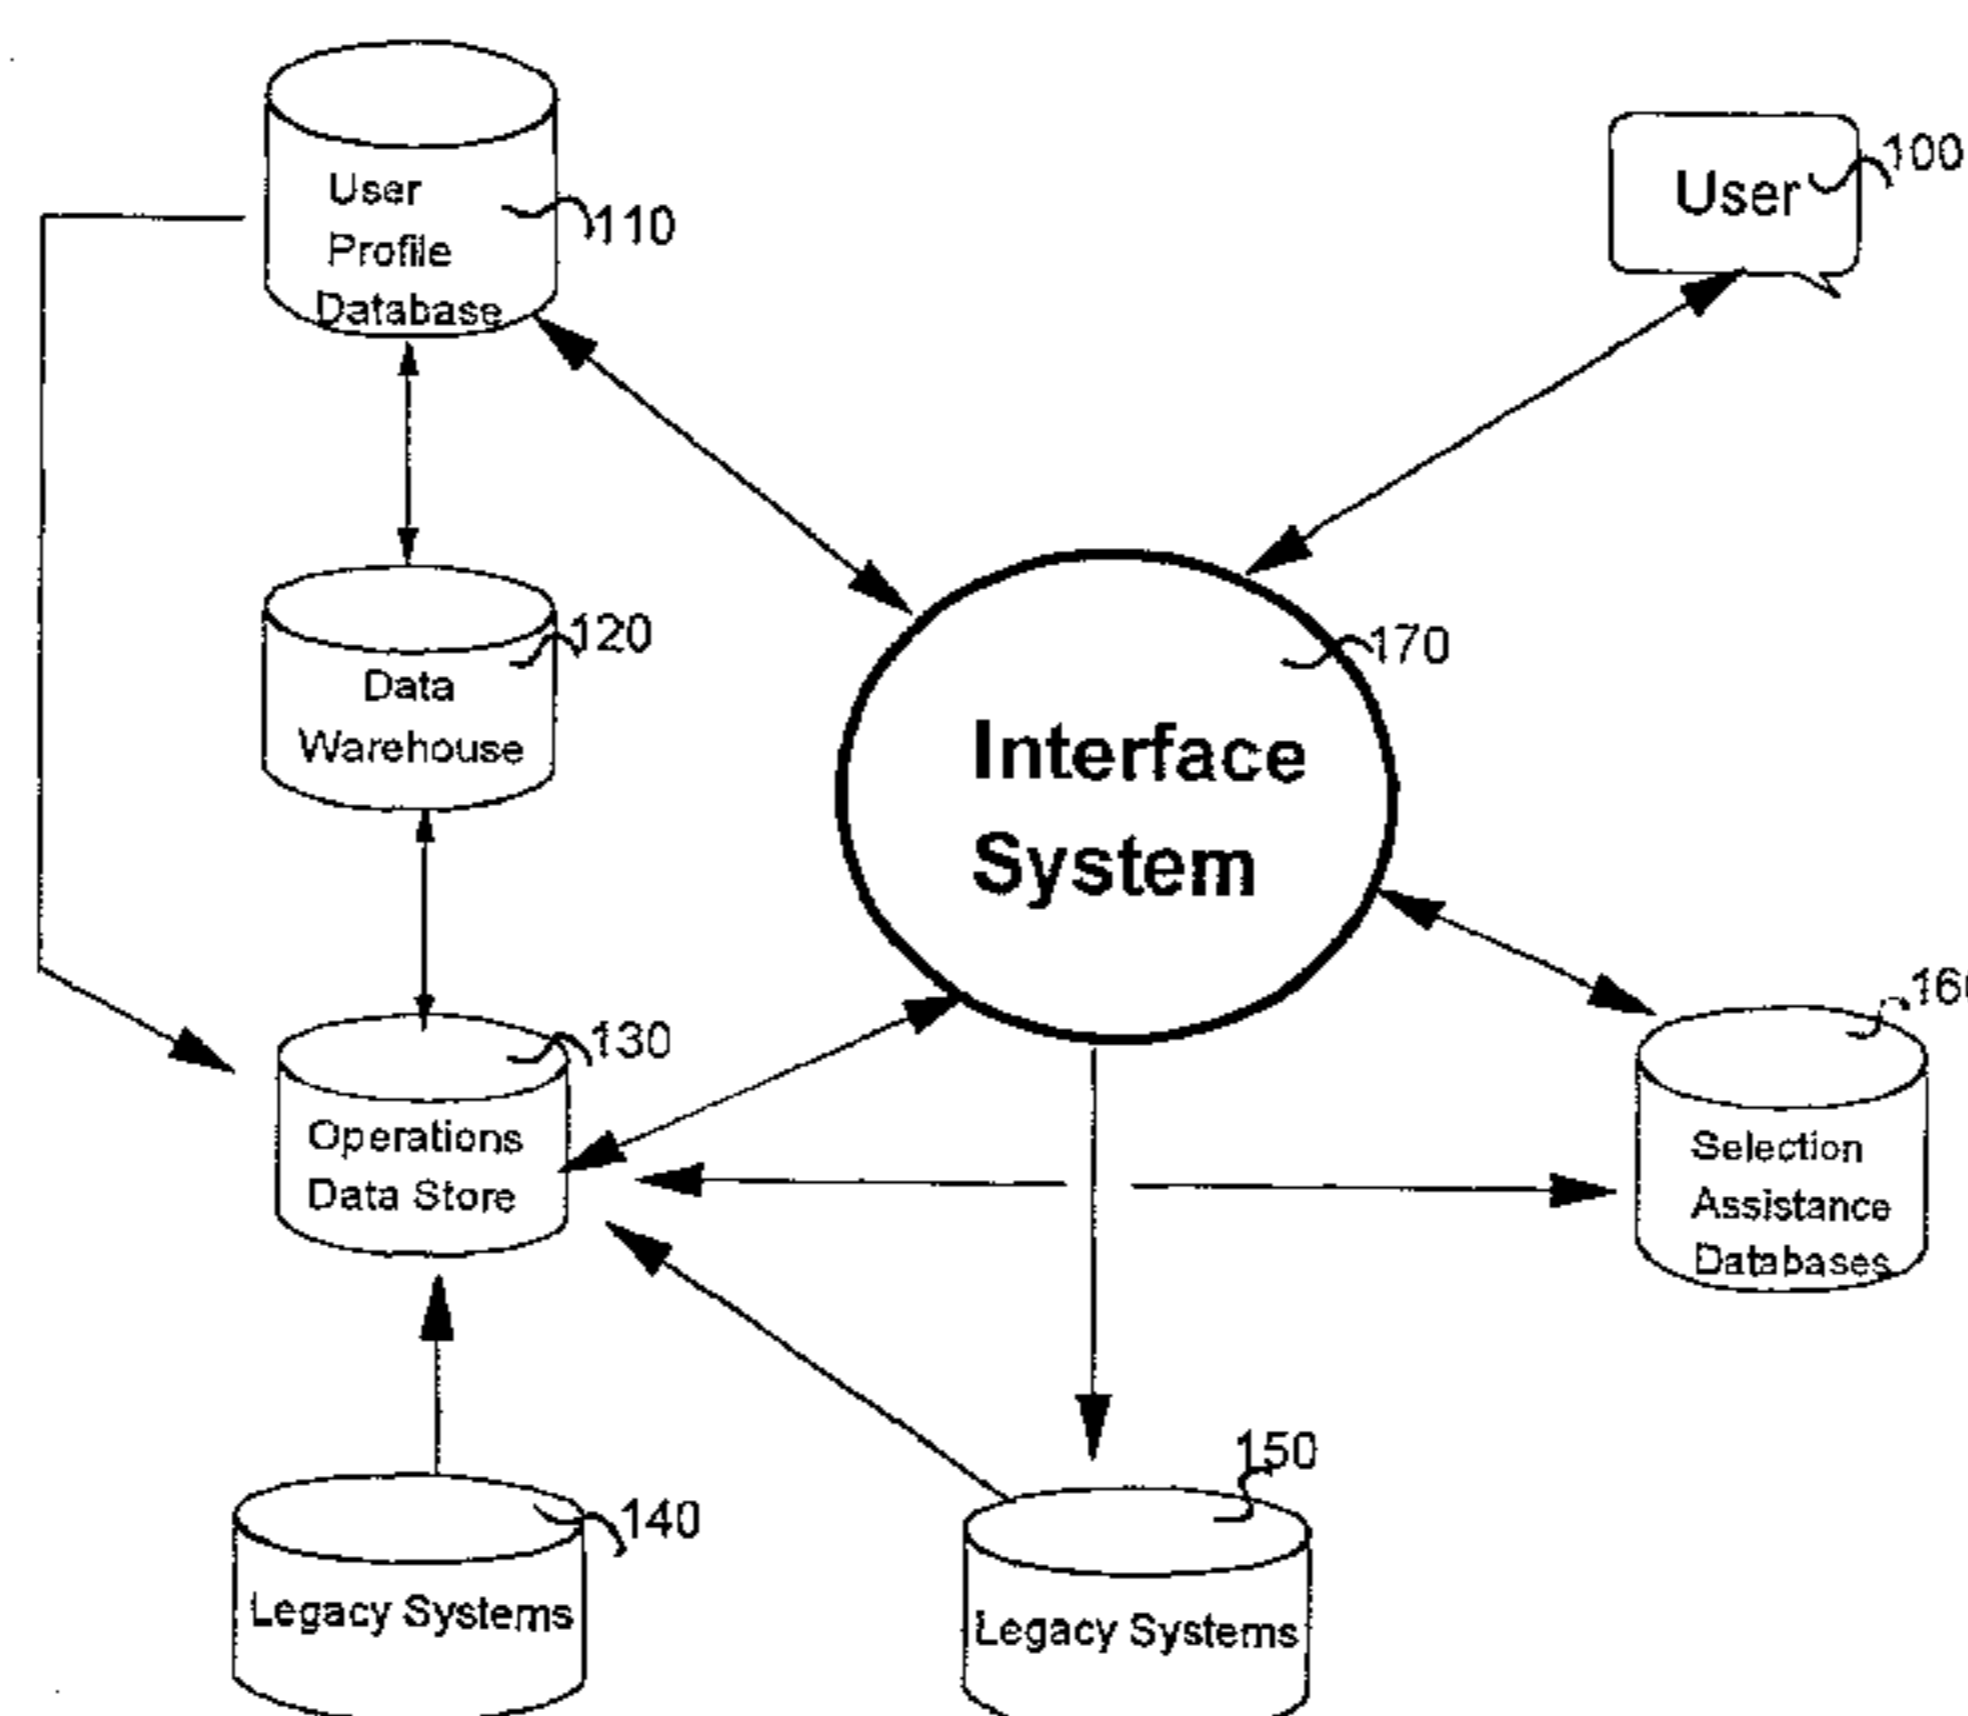 User
Profile
Database
110
User
100
Data
Warehouse
120
Interface
System
170
Operations
Data Store
130
Selection
Assistance
Databases
160
Legacy Systems
140
Legacy Systems
150